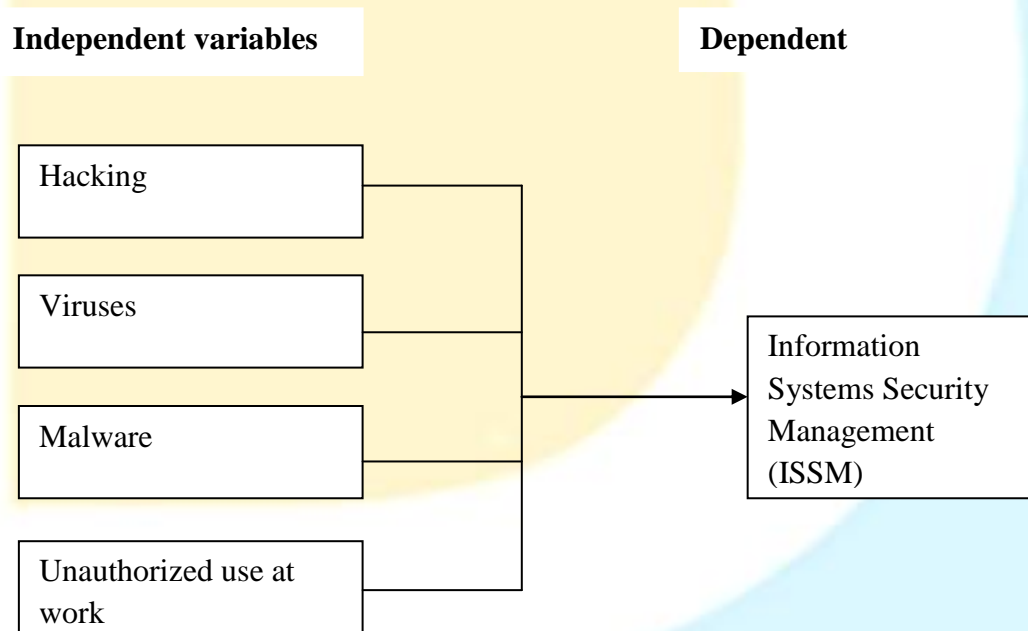 Independent variables
Dependent
Hacking
Viruses
Malware
Unauthorized use at
work
Information
Systems Security
Management
(ISSM)